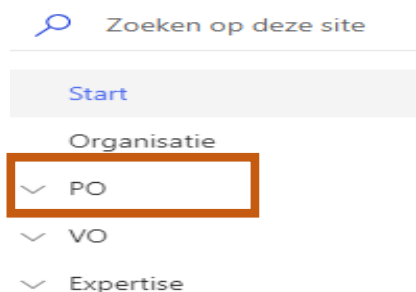 Zoeken op deze site
Start
Organisatie
PO
VO
Expertise